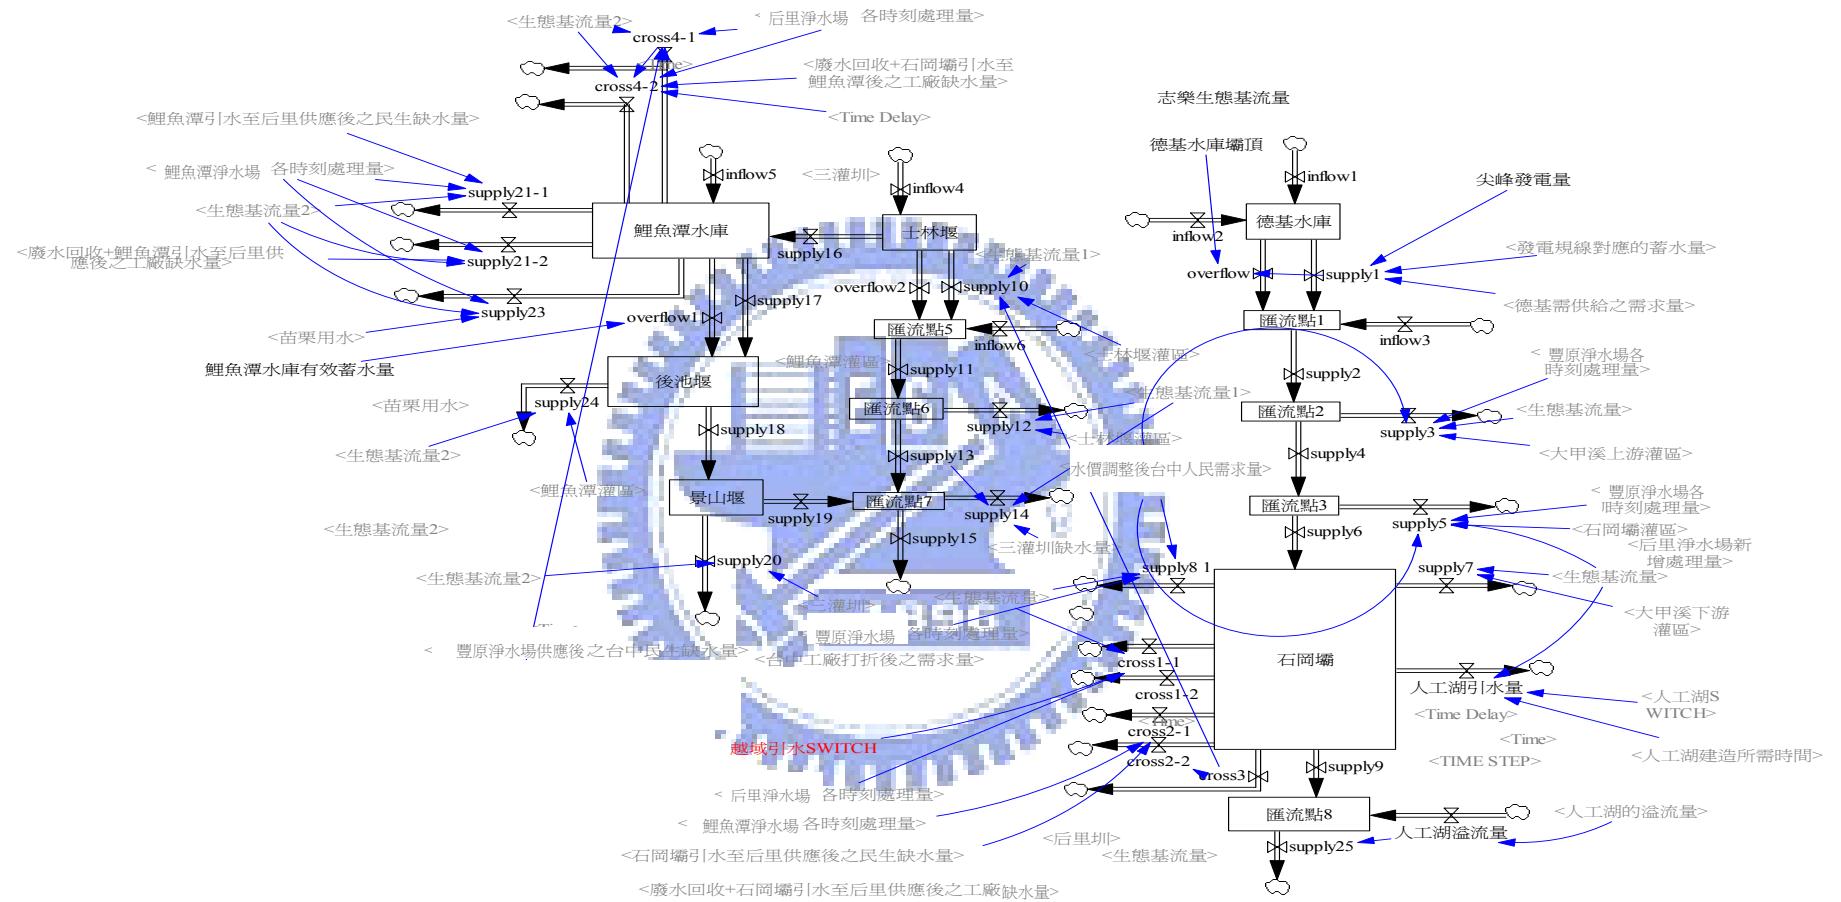 <生態基流量2>
< 后里淨水場 各時刻處理量>
cross4-1
<Time>
cross4-2
<廢水回收+石岡壩引水至
鯉魚潭後之工廠缺水量>
<Time Delay>
<鯉魚潭引水至后里供應後之民生缺水量>
< 鯉魚潭淨水場 各時刻處理量>
supply21-1
<生態基流量2>
<廢水回收+鯉魚潭引水至后里供
應後之工廠缺水量>
supply21-2
supply23
<苗栗用水>
鯉魚潭水庫有效蓄水量
inflow5
鯉魚潭水庫
supply16
supply17
overflow1
後池堰
supply24
<苗栗用水>
<生態基流量2>
<鯉魚潭灌區>
supply18
景山堰
supply19
supply20
<生態基流量2>
<生態基流量2>
<三灌圳>
<三灌圳>
inflow4
士林堰
<生態基流量1>
overflow2
supply10
匯流點5
inflow6
<鯉魚潭灌區>
<士林堰灌區>
supply11
匯流點6
<生態基流量1>
supply12
<士林堰灌區>
supply13
<水價調整後台中人民需求量>
匯流點7
supply14
supply15
<三灌圳缺水量>
志樂生態基流量
德基水庫壩頂
inflow1
尖峰發電量
德基水庫
inflow2
<發電規線對應的蓄水量>
overflow
supply1
<德基需供給之需求量>
匯流點1
inflow3
< 豐原淨水場各
時刻處理量>
supply2
匯流點2
<生態基流量>
supply3
<大甲溪上游灌區>
supply4
< 豐原淨水場各
時刻處理量>
匯流點3
supply5
<石岡壩灌區>
supply6
<后里淨水場新
增處理量>
supply8 1
supply7
<生態基流量>
<生態基流量>
<大甲溪下游
灌區>
< 豐原淨水場 各時刻處理量>
< 豐原淨水場供應後之台中民生缺水量>
<台中工廠打折後之需求量>
cross1-1
石岡壩
cross1-2
人工湖引水量
<人工湖S
WITCH>
<Time Delay>
<Time>
<Time>
越域引水SWITCH
cross2-1
cross2-2
cross3
<人工湖建造所需時間>
<TIME STEP>
supply9
< 后里淨水場 各時刻處理量>
< 鯉魚潭淨水場 各時刻處理量>
匯流點8
<人工湖的溢流量>
人工湖溢流量
<后里圳>
supply25
<石岡壩引水至后里供應後之民生缺水量>
<生態基流量>
<廢水回收+石岡壩引水至后里供應後之工廠缺水量>